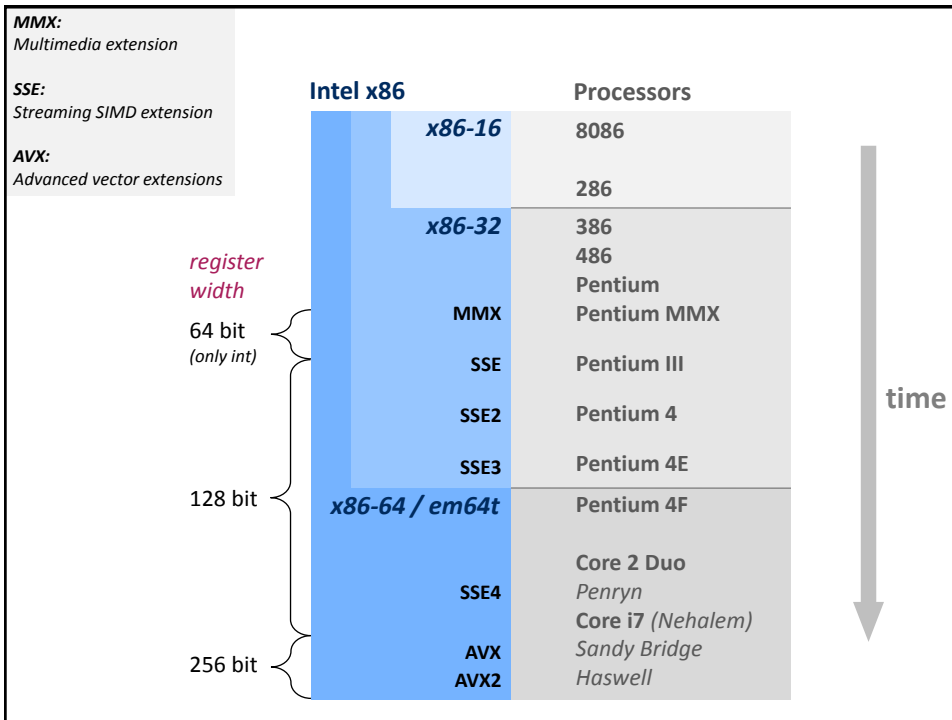 MMX:
Multimedia extension
SSE:
Streaming SIMD extension
AVX:
Advanced vector extensions
Intel x86
Processors
x86-16
8086
286
x86-32
386
486
register
width
Pentium
MMX
Pentium MMX
64 bit
(only int)
SSE
Pentium III
time
SSE2
Pentium 4
SSE3
Pentium 4E
128 bit
x86-64 / em64t
Pentium 4F
Core 2 Duo
SSE4
Penryn
Core i7 (Nehalem)
256 bit
AVX
Sandy Bridge
AVX2
Haswell